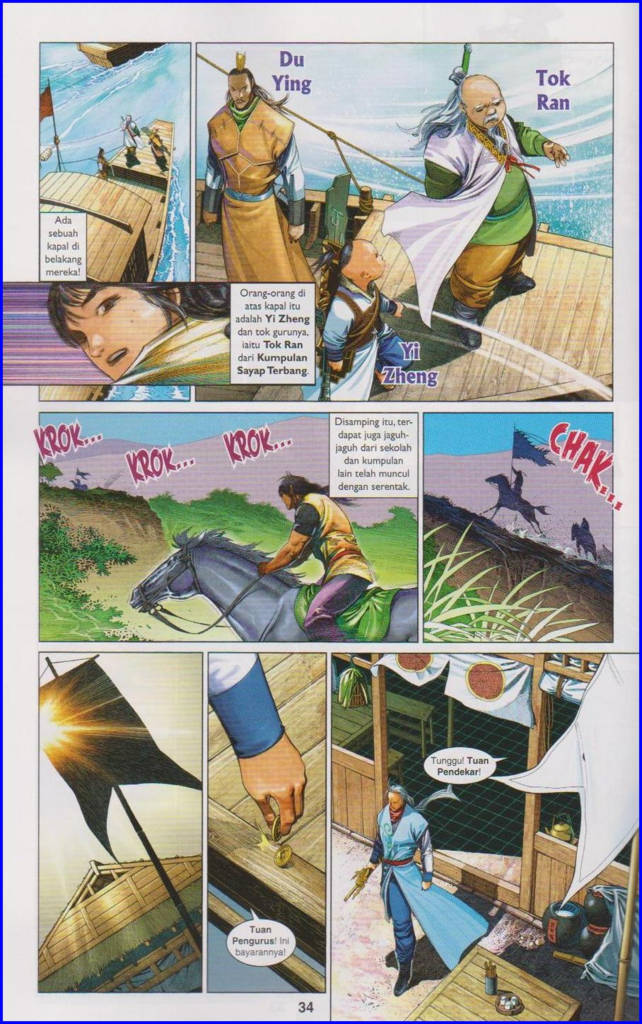 Du
Ying
Tok
Ran
Ada
sebuah
kapal di
belakang
mereka!
Orang-orang di
atas kapal itu
adalah Yi Zheng
dan tok gurunya,
iaitu Tok Ran
dari Kumpulan
Sayap Terbang.
Yi
Zheng
KROK...
KROK...
KROK...
Disamping itu, ter-
dapat juga jaguh-
jaguh dari sekolah
dan kumpulan
lain telah muncul
dengan serentak.
CHAK...
Tuan
Pengurus! Ini
bayarannya!
Tunggu! Tuan
Pendekar!
34